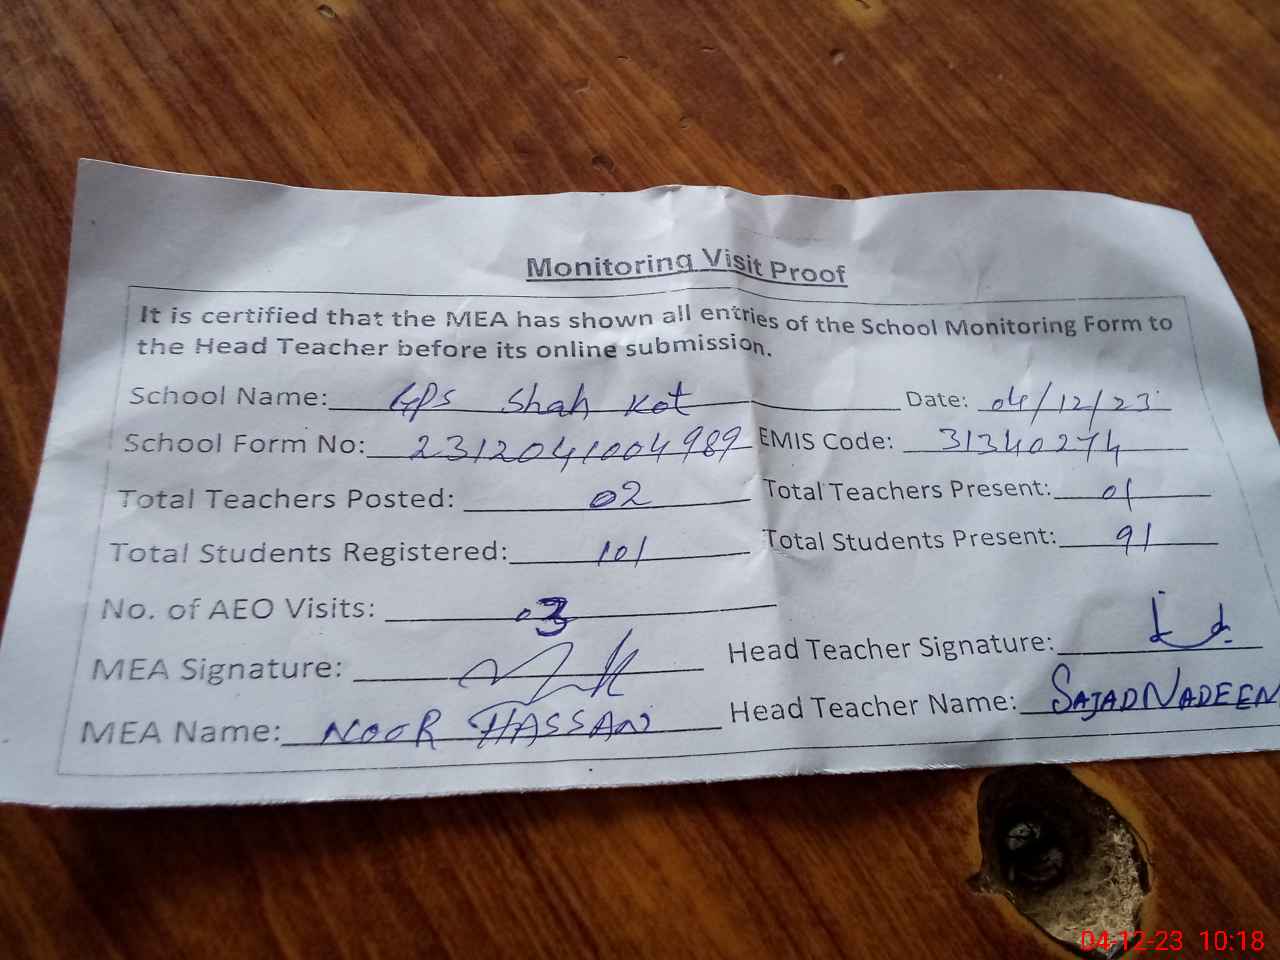 Monitoring Visit Proof
It is certified that the MEA has shown all entries of the School Monitoring Form to
the Head Teacher before its online submission.
School Name: GPS Shah Kot Date: 04/12/23
School Form No: 2312041004989 EMIS Code: 31340274
Total Teachers Posted: 02 Total Teachers Present: 01
Total Students Registered: 101 Total Students Present: 91
No. of AEO Visits: 03
MEA Signature: Head Teacher Signature:
MEA Name: NOOR HASSAN Head Teacher Name: SAJAD NADEEN
04-12-23 10:18